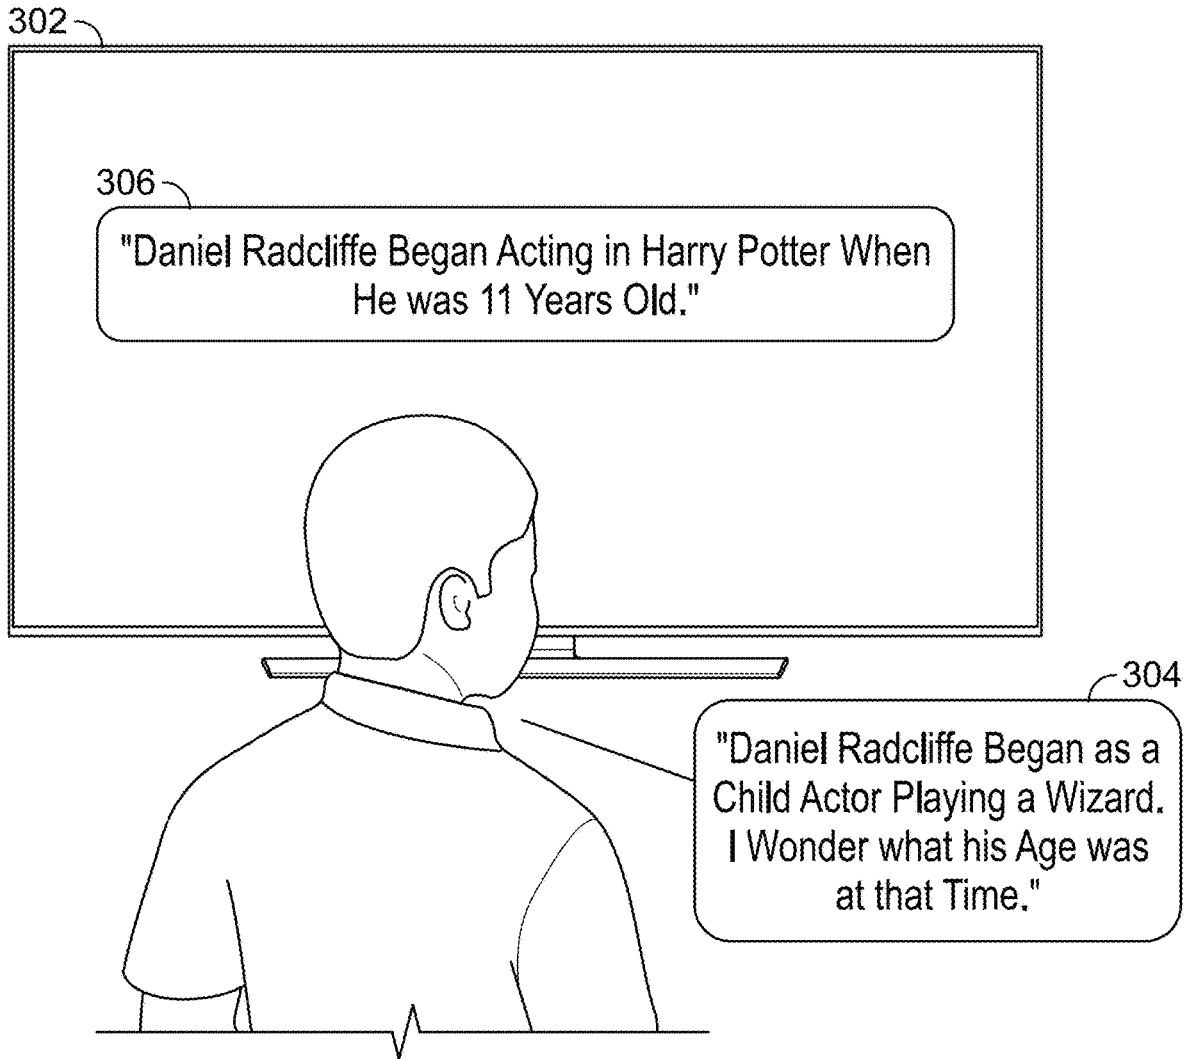 302
306
"Daniel Radcliffe Began Acting in Harry Potter When
He was 11 Years Old."
304
"Daniel Radcliffe Began as a
Child Actor Playing a Wizard.
I Wonder what his Age was
at that Time."